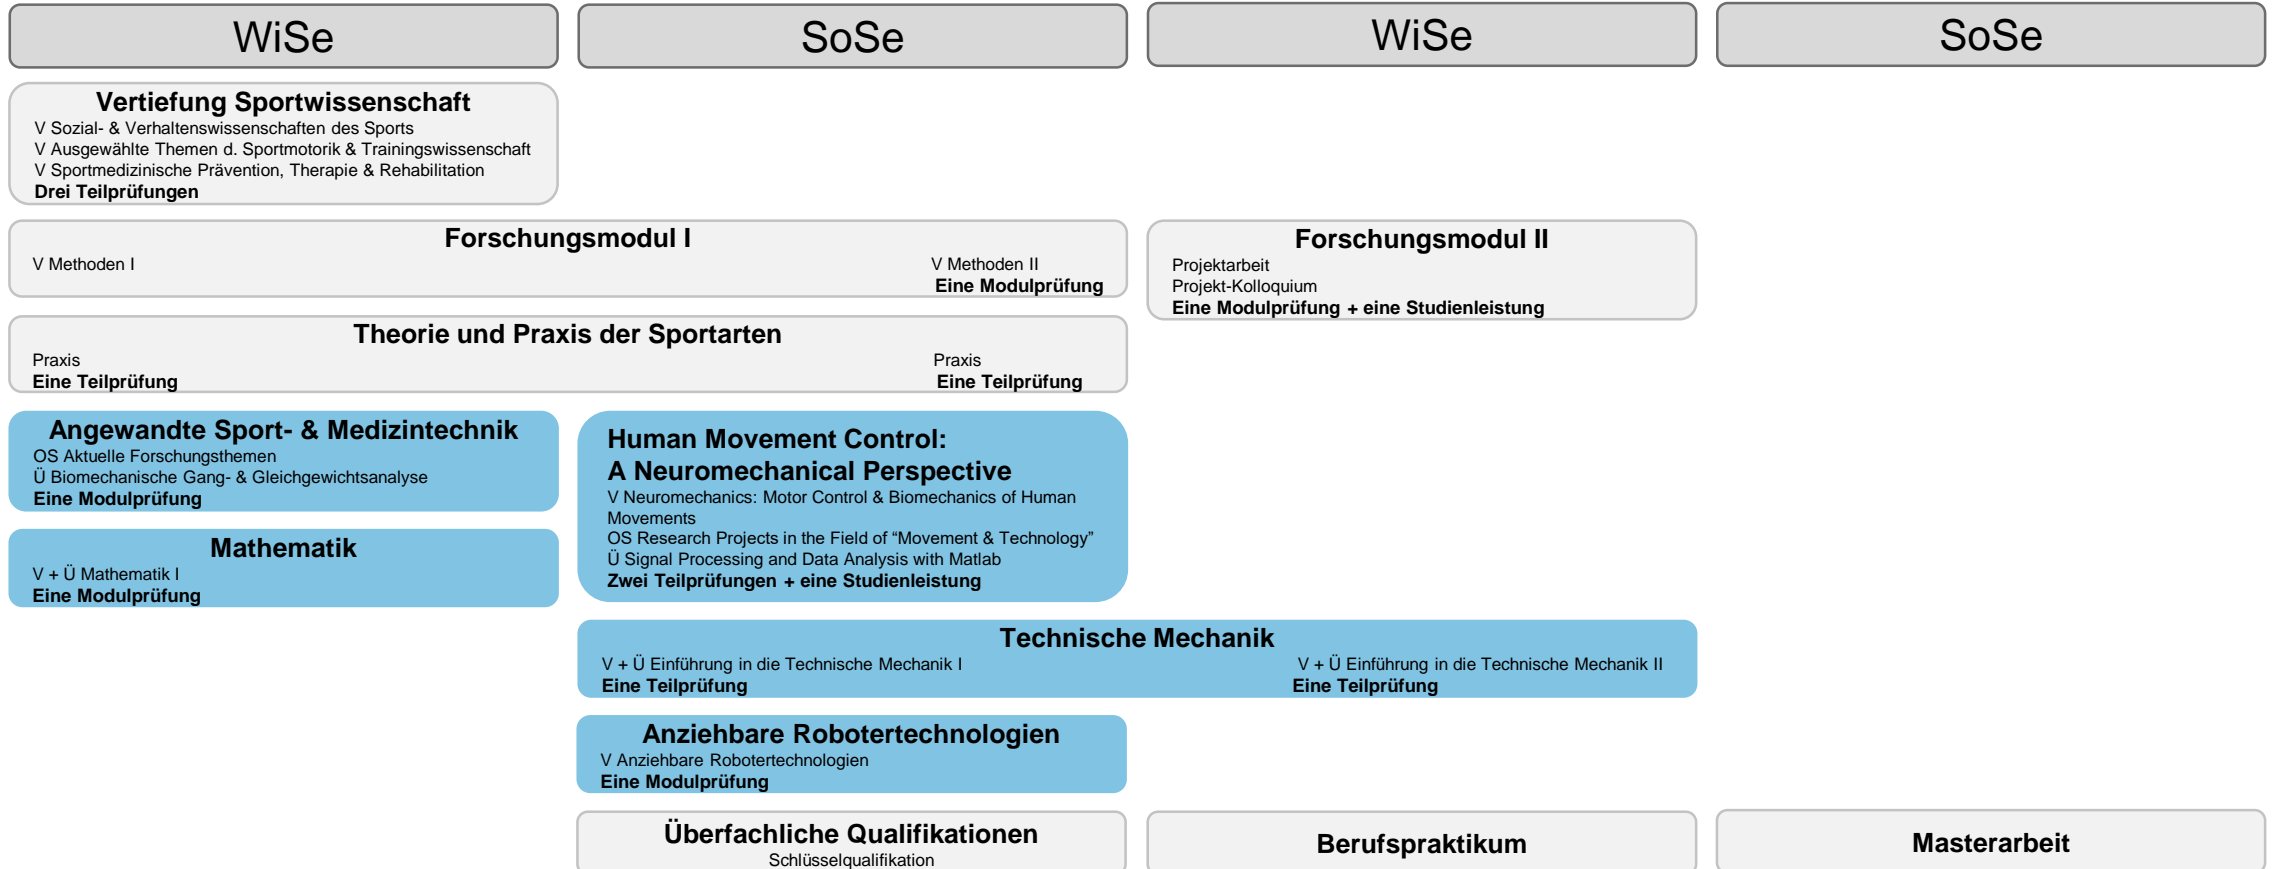 WiSe
SoSe
WiSe
SoSe
Vertiefung Sportwissenschaft
V Sozial- & Verhaltenswissenschaften des Sports
V Ausgewählte Themen d. Sportmotorik & Trainingswissenschaft
V Sportmedizinische Prävention, Therapie & Rehabilitation
Drei Teilprüfungen
Forschungsmodul I
V Methoden I
V Methoden II
Eine Modulprüfung
Forschungsmodul II
Projektarbeit
Projekt-Kolloquium
Eine Modulprüfung + eine Studienleistung
Theorie und Praxis der Sportarten
Praxis
Eine Teilprüfung
Praxis
Eine Teilprüfung
Angewandte Sport- & Medizintechnik
OS Aktuelle Forschungsthemen
Ü Biomechanische Gang- & Gleichgewichtsanalyse
Eine Modulprüfung
Human Movement Control:
A Neuromechanical Perspective
V Neuromechanics: Motor Control & Biomechanics of Human
Movements
OS Research Projects in the Field of “Movement & Technology”
Ü Signal Processing and Data Analysis with Matlab
Zwei Teilprüfungen + eine Studienleistung
Mathematik
V + Ü Mathematik I
Eine Modulprüfung
Technische Mechanik
V + Ü Einführung in die Technische Mechanik I
Eine Teilprüfung
V + Ü Einführung in die Technische Mechanik II
Eine Teilprüfung
Anziehbare Robotertechnologien
V Anziehbare Robotertechnologien
Eine Modulprüfung
Überfachliche Qualifikationen
Schlüsselqualifikation
Berufspraktikum
Masterarbeit